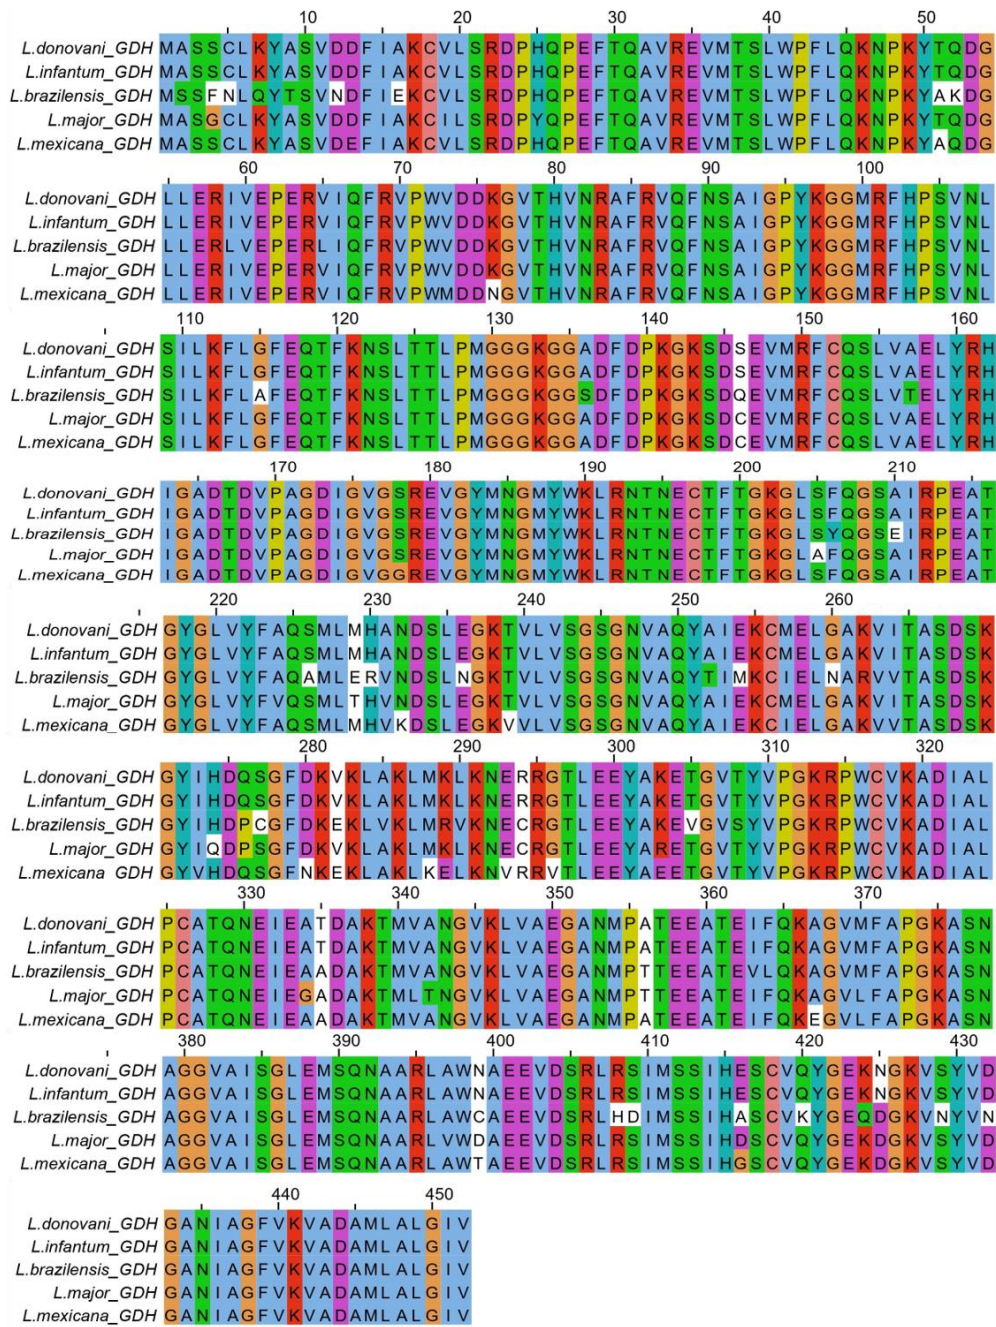 10 20 30 40 50
L.donovani_GDH MASSCLKYASVDDFIAKCVLSRDPHQPEFTQAVREVMTSLWPFLQKNPKYTQDG
L.infantum_GDH MASSCLKYASVDDFIAKCVLSRDPHQPEFTQAVREVMTSLWPFLQKNPKYTQDG
L.brazilensis_GDH MSSFNLQYTSVNDFIEKCVLSRDPHQPEFTQAVREVMTSLWPFLQKNPKYAKDG
L.major_GDH MASGCLKYASVDDFIAKCILSRDPYQPEFTQAVREVMTSLWPFLQKNPKYTQDG
L.mexicana_GDH MASSCLKYASVDEFIAKCVLSRDPHQPEFTQAVREVMTSLWPFLQKNPKYAQDG
60 70 80 90 100
L.donovani_GDH LLERIVEPERVIQFRVPWVDDKGVTHVNRAFRVQFNSAIGPYKGGMRFHPSVNL
L.infantum_GDH LLERIVEPERVIQFRVPWVDDKGVTHVNRAFRVQFNSAIGPYKGGMRFHPSVNL
L.brazilensis_GDH LLERLVEPERLIQFRVPWVDDKGVTHVNRAFRVQFNSAIGPYKGGMRFHPSVNL
L.major_GDH LLERIVEPERVIQFRVPWVDDKGVTHVNRAFRVQFNSAIGPYKGGMRFHPSVNL
L.mexicana_GDH LLERIVEPERVIQFRVPWMDDNGVTHVNRAFRVQFNSAIGPYKGGMRFHPSVNL
110 120 130 140 150 160
L.donovani_GDH SILKFLGFEQTFKNSLTTLPMGGGKGGADFDPKGKSDSEVMRFCQSLVAELYRH
L.infantum_GDH SILKFLGFEQTFKNSLTTLPMGGGKGGADFDPKGKSDSEVMRFCQSLVAELYRH
L.brazilensis_GDH SILKFLAFEQTFKNSLTTLPMGGGKGGSDFDPKGKSDQEVMRFCQSLVTELYRH
L.major_GDH SILKFLGFEQTFKNSLTTLPMGGGKGGADFDPKGKSDCEVMRFCQSLVAELYRH
L.mexicana_GDH SILKFLGFEQTFKNSLTTLPMGGGKGGADFDPKGKSDCEVMRFCQSLVAELYRH
170 180 190 200 210
L.donovani_GDH IGADTDVPAGDIGVGSREVGYMNGMYWKLRNTNECTFTGKGLSFQGSAIRPEAT
L.infantum_GDH IGADTDVPAGDIGVGSREVGYMNGMYWKLRNTNECTFTGKGLSFQGSAIRPEAT
L.brazilensis_GDH IGADTDVPAGDIGVGSREVGYMNGMYWKLRNTNECTFTGKGLSYQGSEIRPEAT
L.major_GDH IGADTDVPAGDIGVGSREVGYMNGMYWKLRNTNECTFTGKGLAFQGSAIRPEAT
L.mexicana_GDH IGADTDVPAGDIGVGGREVGYMNGMYWKLRNTNECTFTGKGLSFQGSAIRPEAT
220 230 240 250 260
L.donovani_GDH GYGLVYFAQSMLMHANDSLEGKTVLVSGSGNVAQYAIEKCMELGAKVITASDSK
L.infantum_GDH GYGLVYFAQSMLMHANDSLEGKTVLVSGSGNVAQYAIEKCMELGAKVITASDSK
L.brazilensis_GDH GYGLVYFAQAMLERVNDSLNGKTVLVSGSGNVAQYTIMKCIELNARVVTASDSK
L.major_GDH GYGLVYFVQSMLTHVNDSLEGKTVLVSGSGNVAQYAIEKCIELGAKVITASDSK
L.mexicana_GDH GYGLVYFAQSMLMHVKDSLEGKVVLVSGSGNVAQYAIEKCIELGAKVVTASDSK
280 290 300 310 320
L.donovani_GDH GYIHDQSGFDKVKLAKLMKLKNERRGTLEEYAKETGVTYVPGKRPWCVKADIAL
L.infantum_GDH GYIHDQSGFDKVKLAKLMKLKNERRGTLEEYAKETGVTYVPGKRPWCVKADIAL
L.brazilensis_GDH GYIHDPCGFDKEKLVKLMRVKNECRGTLEEYAKEVGVSYVPGKRPWCVKADIAL
L.major_GDH GYIQDPSGFDKVKLAKLMKLKNECRGTLEEYARETGVTYVPGKRPWCVKADIAL
L.mexicana GDH GYVHDQSGFNKEKLAKLKELKNVRRVTLEEYAEETGVTYVPGKRPWCVKADIAL
330 340 350 360 370
L.donovani_GDH PCATQNEIEATDAKTMVANGVKLVAEGANMPATEEATEIFQKAGVMFAPGKASN
L.infantum_GDH PCATQNEIEATDAKTMVANGVKLVAEGANMPATEEATEIFQKAGVMFAPGKASN
L.brazilensis_GDH PCATQNEIEAADAKTMVANGVKLVAEGANMPTTEEATEVLQKAGVMFAPGKASN
L.major_GDH PCATQNEIEGADAKTMLTNGVKLVAEGANMPTTEEATEIFQKAGVLFAPGKASN
L.mexicana_GDH PCATQNEIEAADAKTMVANGVKLVAEGANMPATEEATEIFQKEGVLFAPGKASN
380 390 400 410 420 430
L.donovani_GDH AGGVAISGLEMSQNAARLAWNAEEVDSRLRSIMSSIHESCVQYGEKNGKVSYVD
L.infantum_GDH AGGVAISGLEMSQNAARLAWNAEEVDSRLRSIMSSIHESCVQYGEKNGKVSYVD
L.brazilensis_GDH AGGVAISGLEMSQNAARLAWCAEEVDSRLHDIMSSIHASCVKYGEQDGKVNYVN
L.major_GDH AGGVAISGLEMSQNAARLVWDAEEVDSRLRSIMSSIHDSCVQYGEKDGKVSYVD
L.mexicana_GDH AGGVAISGLEMSQNAARLAWTAEEVDSRLRSIMSSIHGSCVQYGEKDGKVSYVD
440 450
L.donovani_GDH GANIAGFVKVADAMLALGIV
L.infantum_GDH GANIAGFVKVADAMLALGIV
L.brazilensis_GDH GANIAGFVKVADAMLALGIV
L.major_GDH GANIAGFVKVADAMLALGIV
L.mexicana_GDH GANIAGFVKVADAMLALGIV